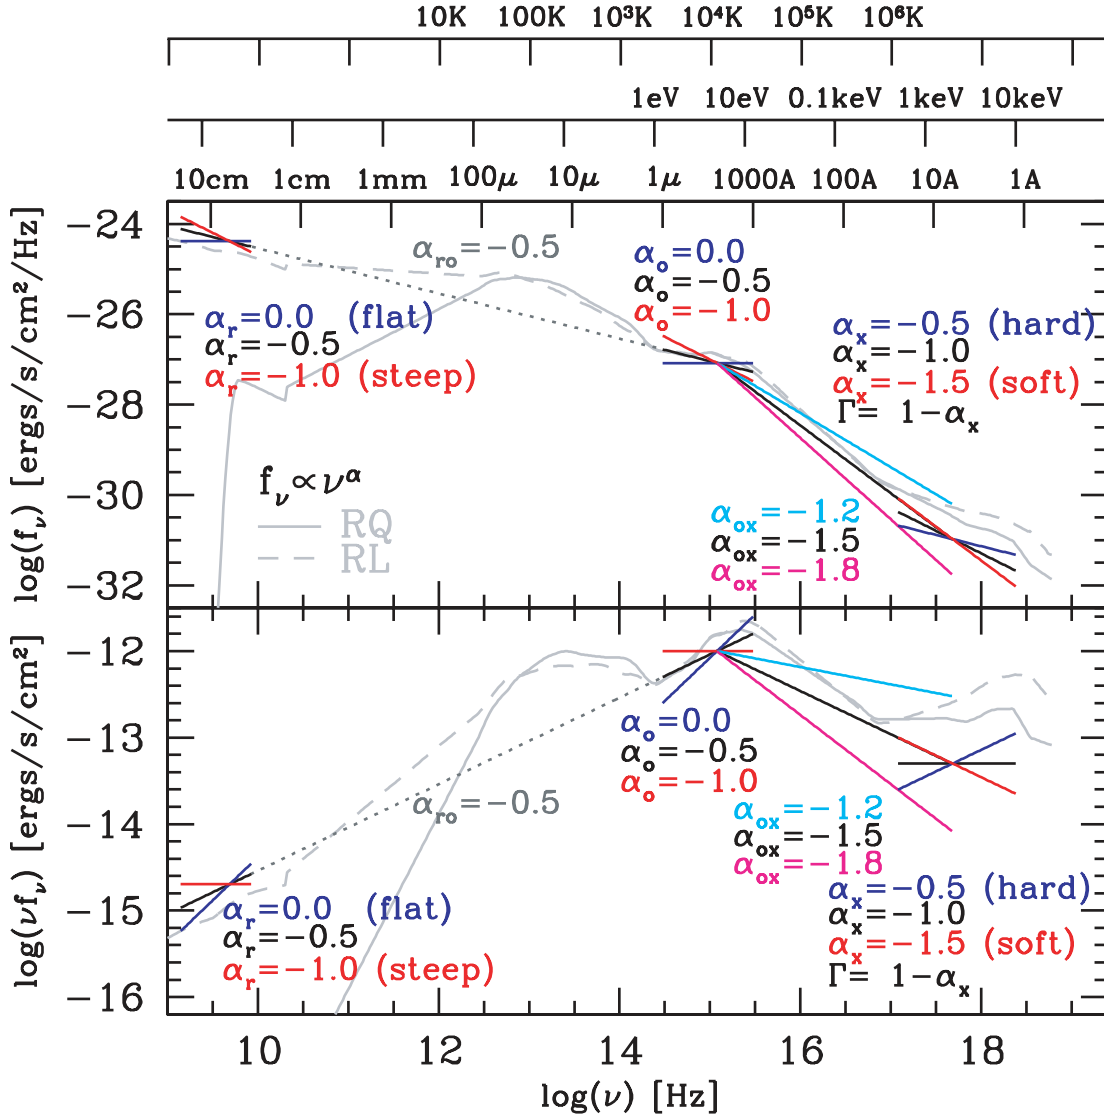 10K 100K 10³K 10⁴K 10⁵K 10⁶K
1eV 10eV 0.1keV 1keV 10keV
10cm 1cm 1mm 100μ 10μ 1μ 1000A 100A 10A 1A
log(fν) [ergs/s/cm²/Hz]
−24
−26
−28
−30
−32
αro=−0.5
αo=0.0
αo=−0.5
αo=−1.0
αr=0.0 (flat)
αr=−0.5
αr=−1.0 (steep)
αx=−0.5 (hard)
αx=−1.0
αx=−1.5 (soft)
Γ= 1−αx
fν∝να
RQ
RL
αox=−1.2
αox=−1.5
αox=−1.8
log(νfν) [ergs/s/cm²]
−12
−13
−14
−15
−16
αo=0.0
αo=−0.5
αo=−1.0
αro=−0.5
αox=−1.2
αox=−1.5
αox=−1.8
αr=0.0 (flat)
αr=−0.5
αr=−1.0 (steep)
αx=−0.5 (hard)
αx=−1.0
αx=−1.5 (soft)
Γ= 1−αx
10 12 14 16 18
log(ν) [Hz]